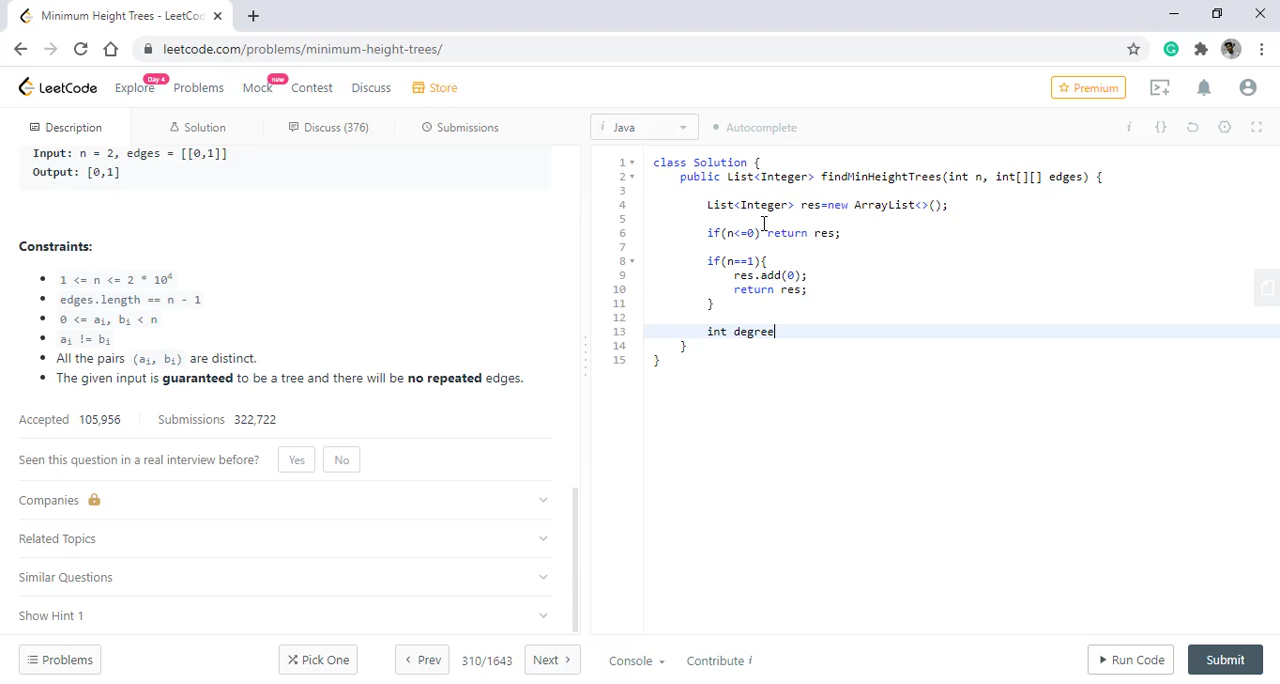 Minimum Height Trees - LeetCo
leetcode.com/problems/minimum-height-trees/
LeetCode
Explore
Day 4
Problems
Mock
new
Contest
Discuss
Store
Premium
Description
Solution
Discuss (376)
Submissions
i Java
Autocomplete
Input: n = 2, edges = [[0,1]]
Output: [0,1]
Constraints:
1 <= n <= 2 * 10⁴
edges.length == n - 1
0 <= aᵢ, bᵢ < n
aᵢ != bᵢ
All the pairs (aᵢ, bᵢ) are distinct.
The given input is guaranteed to be a tree and there will be no repeated edges.
Accepted 105,956 Submissions 322,722
Seen this question in a real interview before? Yes No
Companies
Related Topics
Similar Questions
Show Hint 1
1 class Solution {
2 public List<Integer> findMinHeightTrees(int n, int[][] edges) {
3
4 List<Integer> res=new ArrayList<>();
5
6 if(n<=0) return res;
7
8 if(n==1){
9 res.add(0);
10 return res;
11 }
12
13 int degree
14 }
15 }
Problems
Pick One
Prev
310/1643
Next
Console
Contribute i
Run Code
Submit